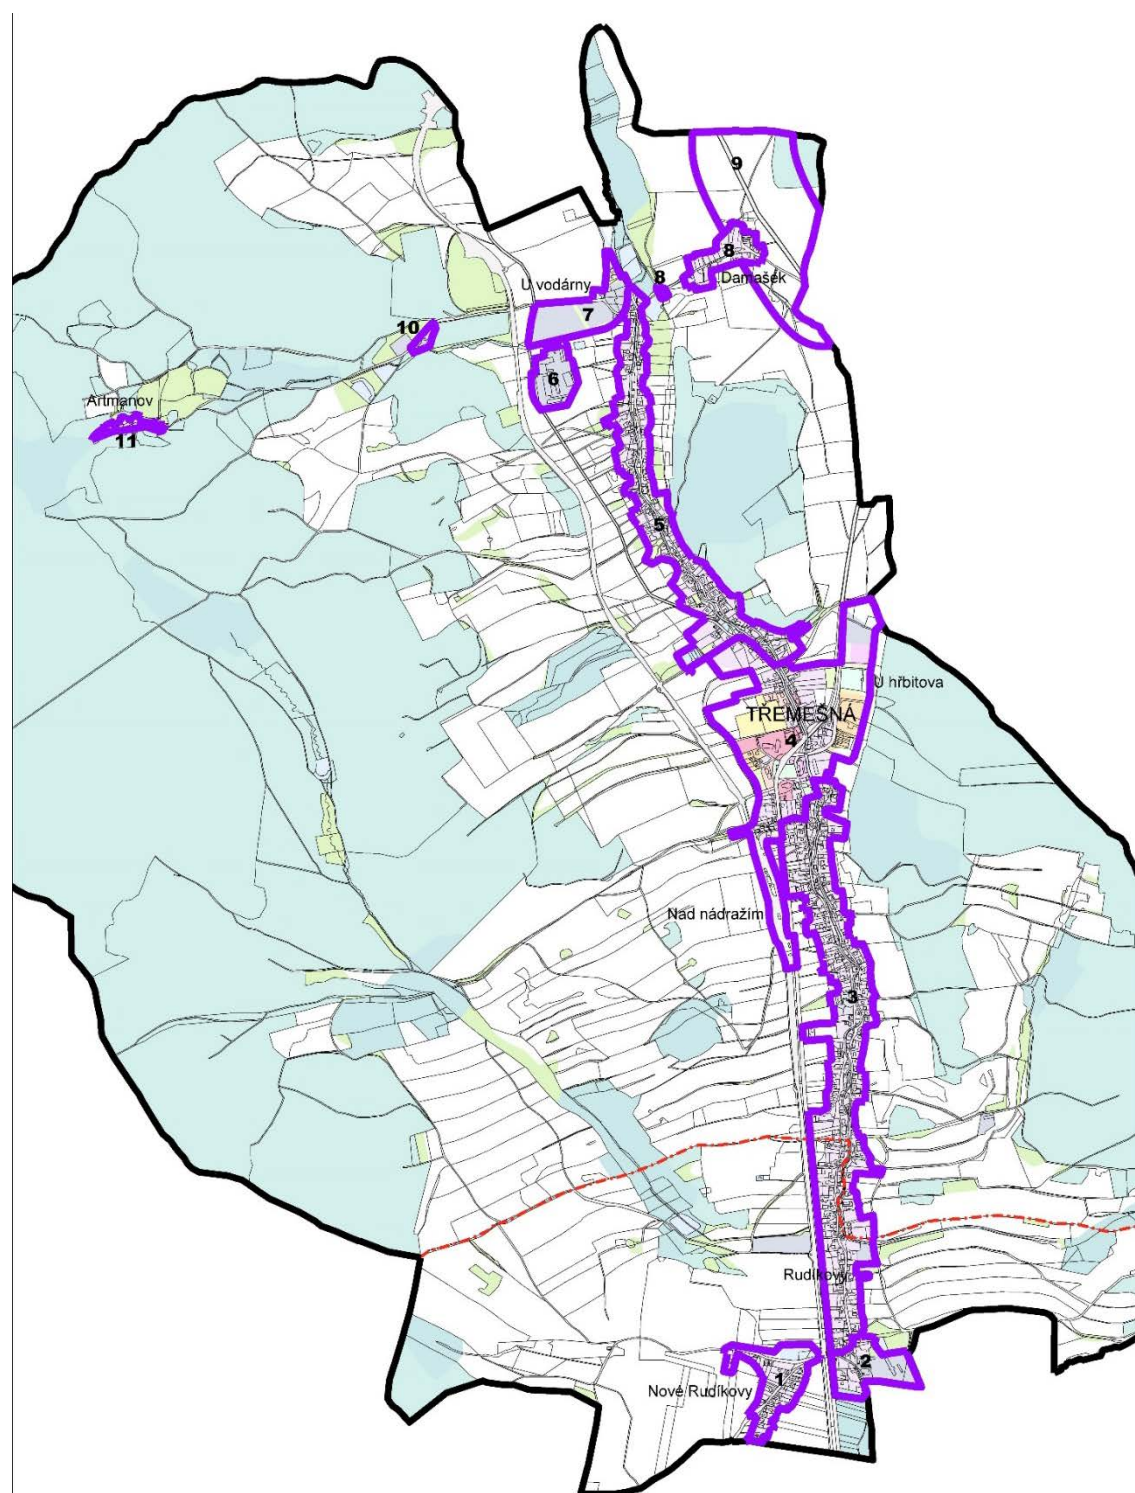 9
8
Damašek
8
U vodárny
7
10
6
Artmanov
11
5
U hřbitova
TŘEMEŠNÁ
4
Nad nádražím
3
Rudíkovy
2
1
Nové Rudíkovy